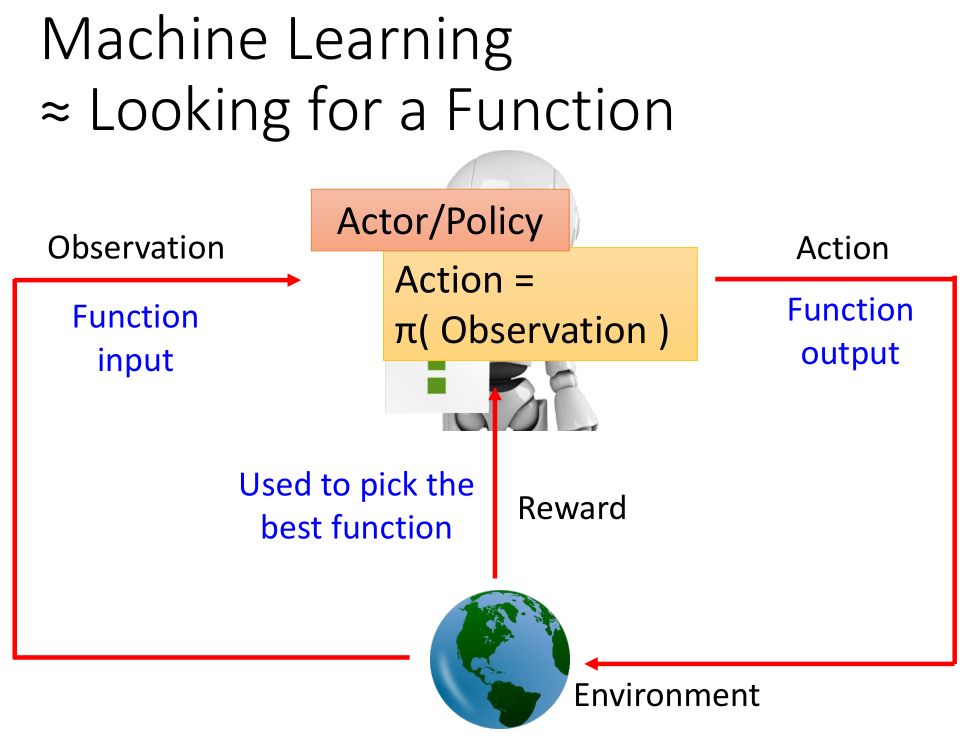 Machine Learning
≈ Looking for a Function
Actor/Policy
Observation
Action
Action =
π( Observation )
Function
input
Function
output
Used to pick the
best function
Reward
Environment